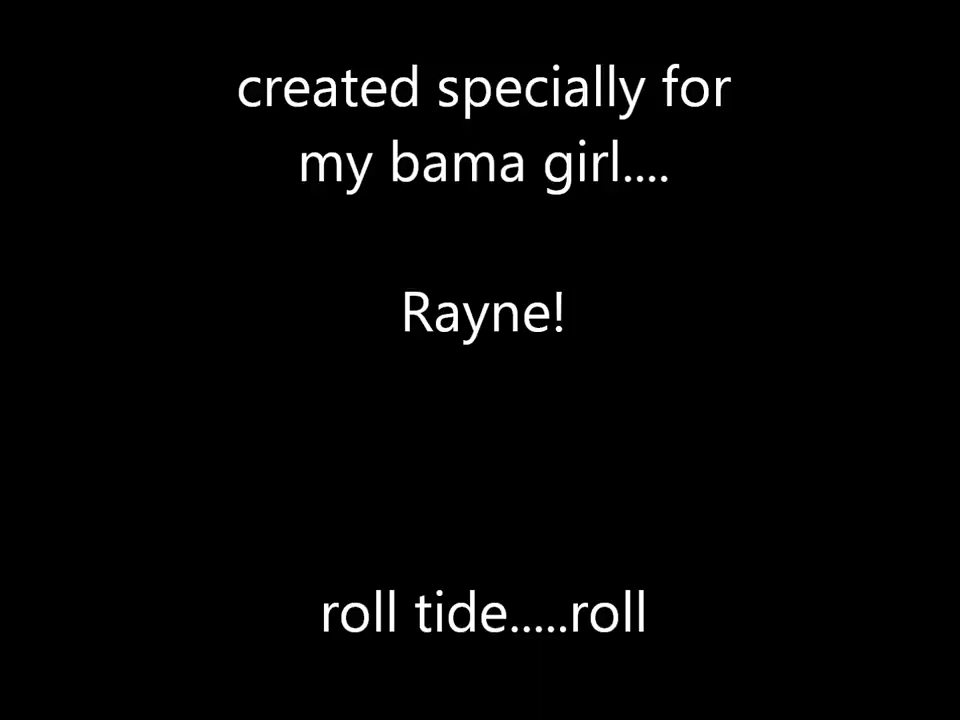 created specially for
my bama girl....
Rayne!
roll tide.....roll